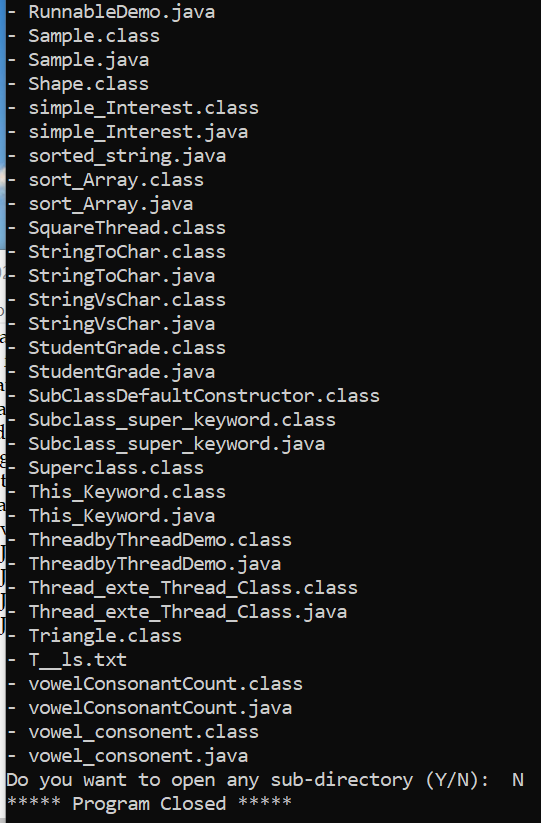 - RunnableDemo.java
- Sample.class
- Sample.java
- Shape.class
- simple_Interest.class
- simple_Interest.java
- sorted_string.java
- sort_Array.class
- sort_Array.java
- SquareThread.class
- StringToChar.class
- StringToChar.java
- StringVsChar.class
- StringVsChar.java
- StudentGrade.class
- StudentGrade.java
- SubClassDefaultConstructor.class
- Subclass_super_keyword.class
- Subclass_super_keyword.java
- Superclass.class
- This_Keyword.class
- This_Keyword.java
- ThreadbyThreadDemo.class
- ThreadbyThreadDemo.java
- Thread_exte_Thread_Class.class
- Thread_exte_Thread_Class.java
- Triangle.class
- T__ls.txt
- vowelConsonantCount.class
- vowelConsonantCount.java
- vowel_consonent.class
- vowel_consonent.java
Do you want to open any sub-directory (Y/N):  N
***** Program Closed *****